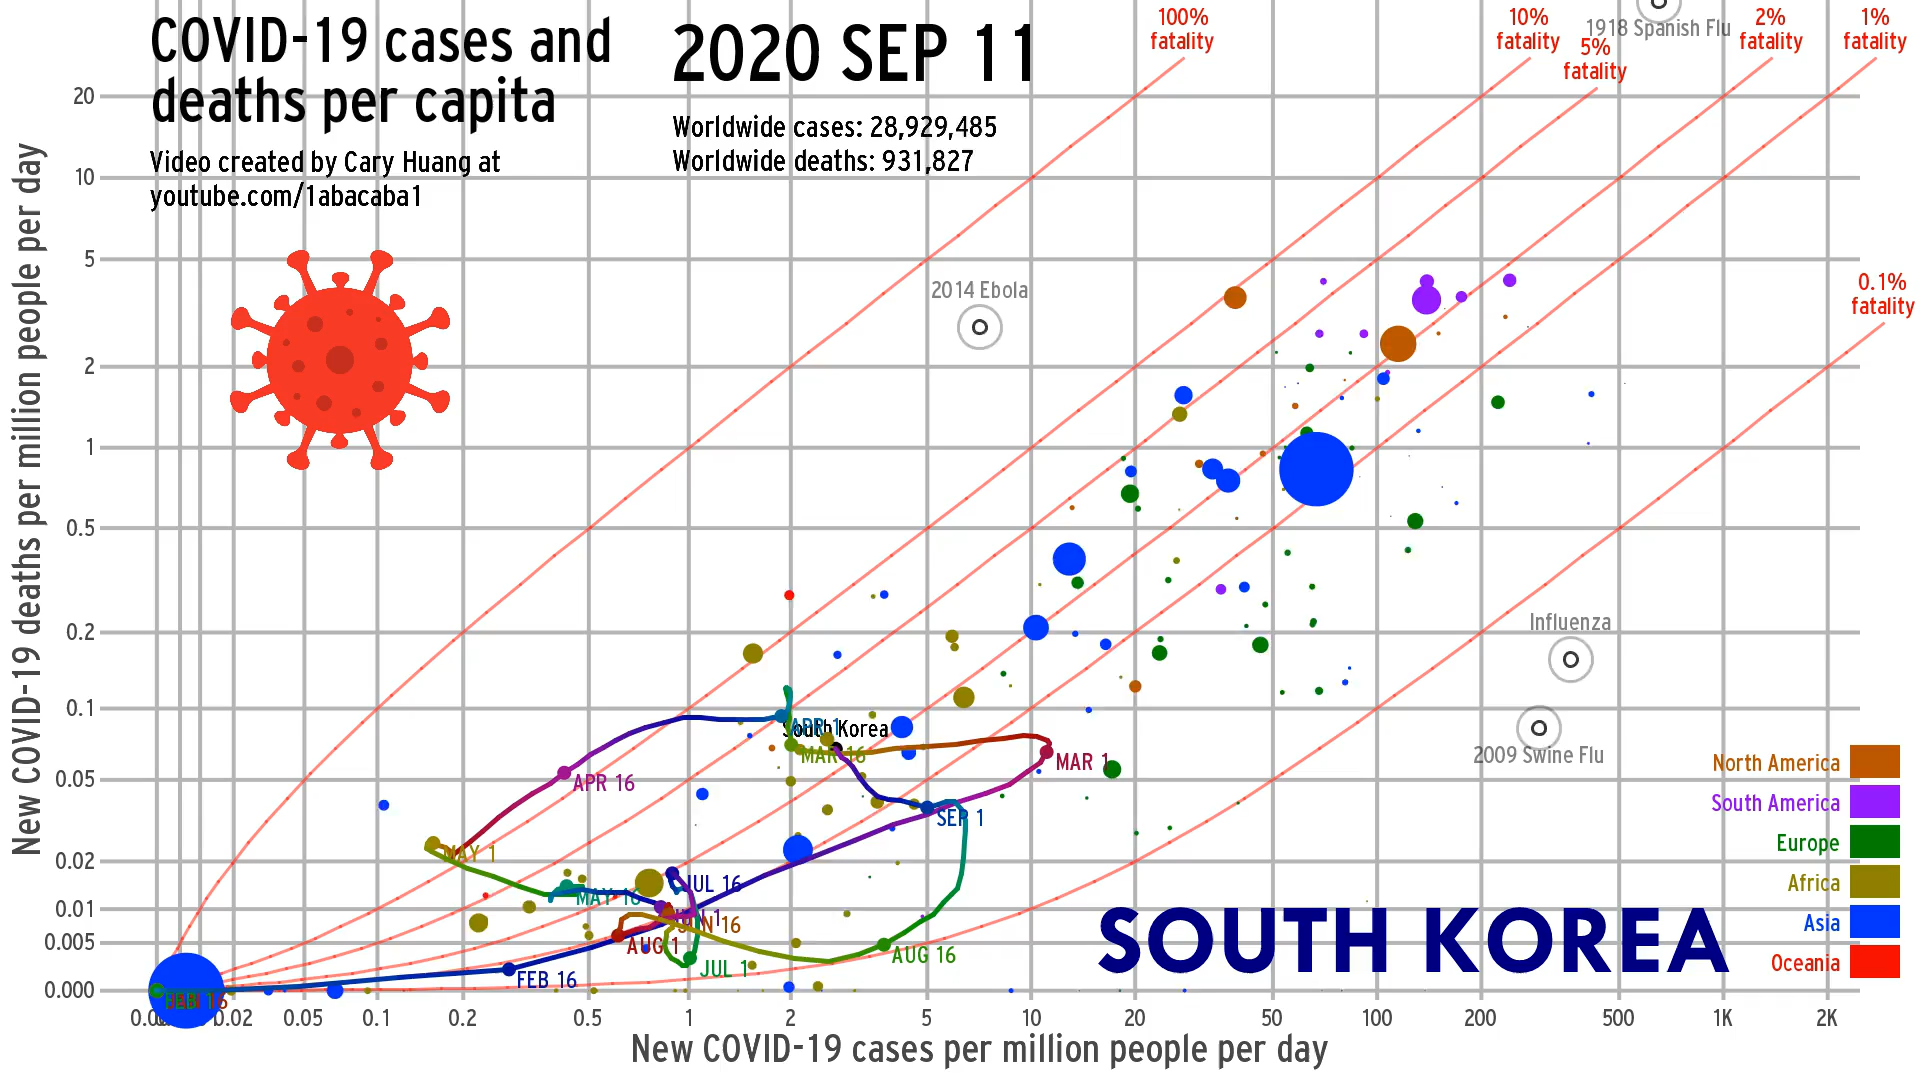 COVID-19 cases and
deaths per capita
Video created by Cary Huang at
youtube.com/1abacaba1
2020 SEP 11
Worldwide cases: 28,929,485
Worldwide deaths: 931,827
100%
fatality
10%
fatality
5%
fatality
1918 Spanish Flu
2%
fatality
1%
fatality
0.1%
fatality
New COVID-19 deaths per million people per day
20
10
5
2
1
0.5
0.2
0.1
0.05
0.02
0.01
0.005
0.000
2014 Ebola
Influenza
2009 Swine Flu
APR 1
South Korea
MAR 16
MAR 1
APR 16
SEP 1
MAY 1
JUL 16
MAY 16
JUN 16
AUG 1
AUG 16
JUL 1
FEB 16
SOUTH KOREA
North America
South America
Europe
Africa
Asia
Oceania
0.02
0.05
0.1
0.2
0.5
1
2
5
10
20
50
100
200
500
1K
2K
New COVID-19 cases per million people per day